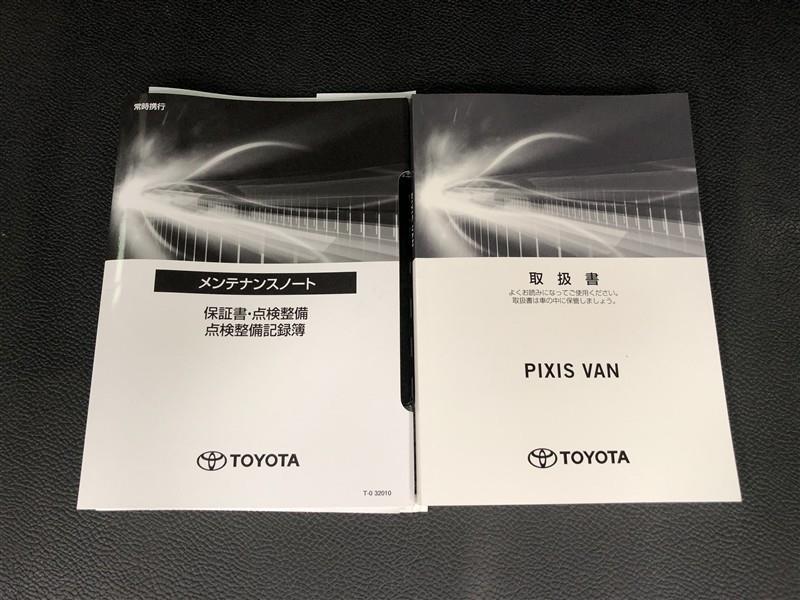 常時携行
メンテナンスノート
保証書・点検整備
点検整備記録簿
TOYOTA
T-0 32010
取扱書
よくお読みになってご使用ください。
取扱書は車の中に保管しましょう。
PIXIS VAN
TOYOTA